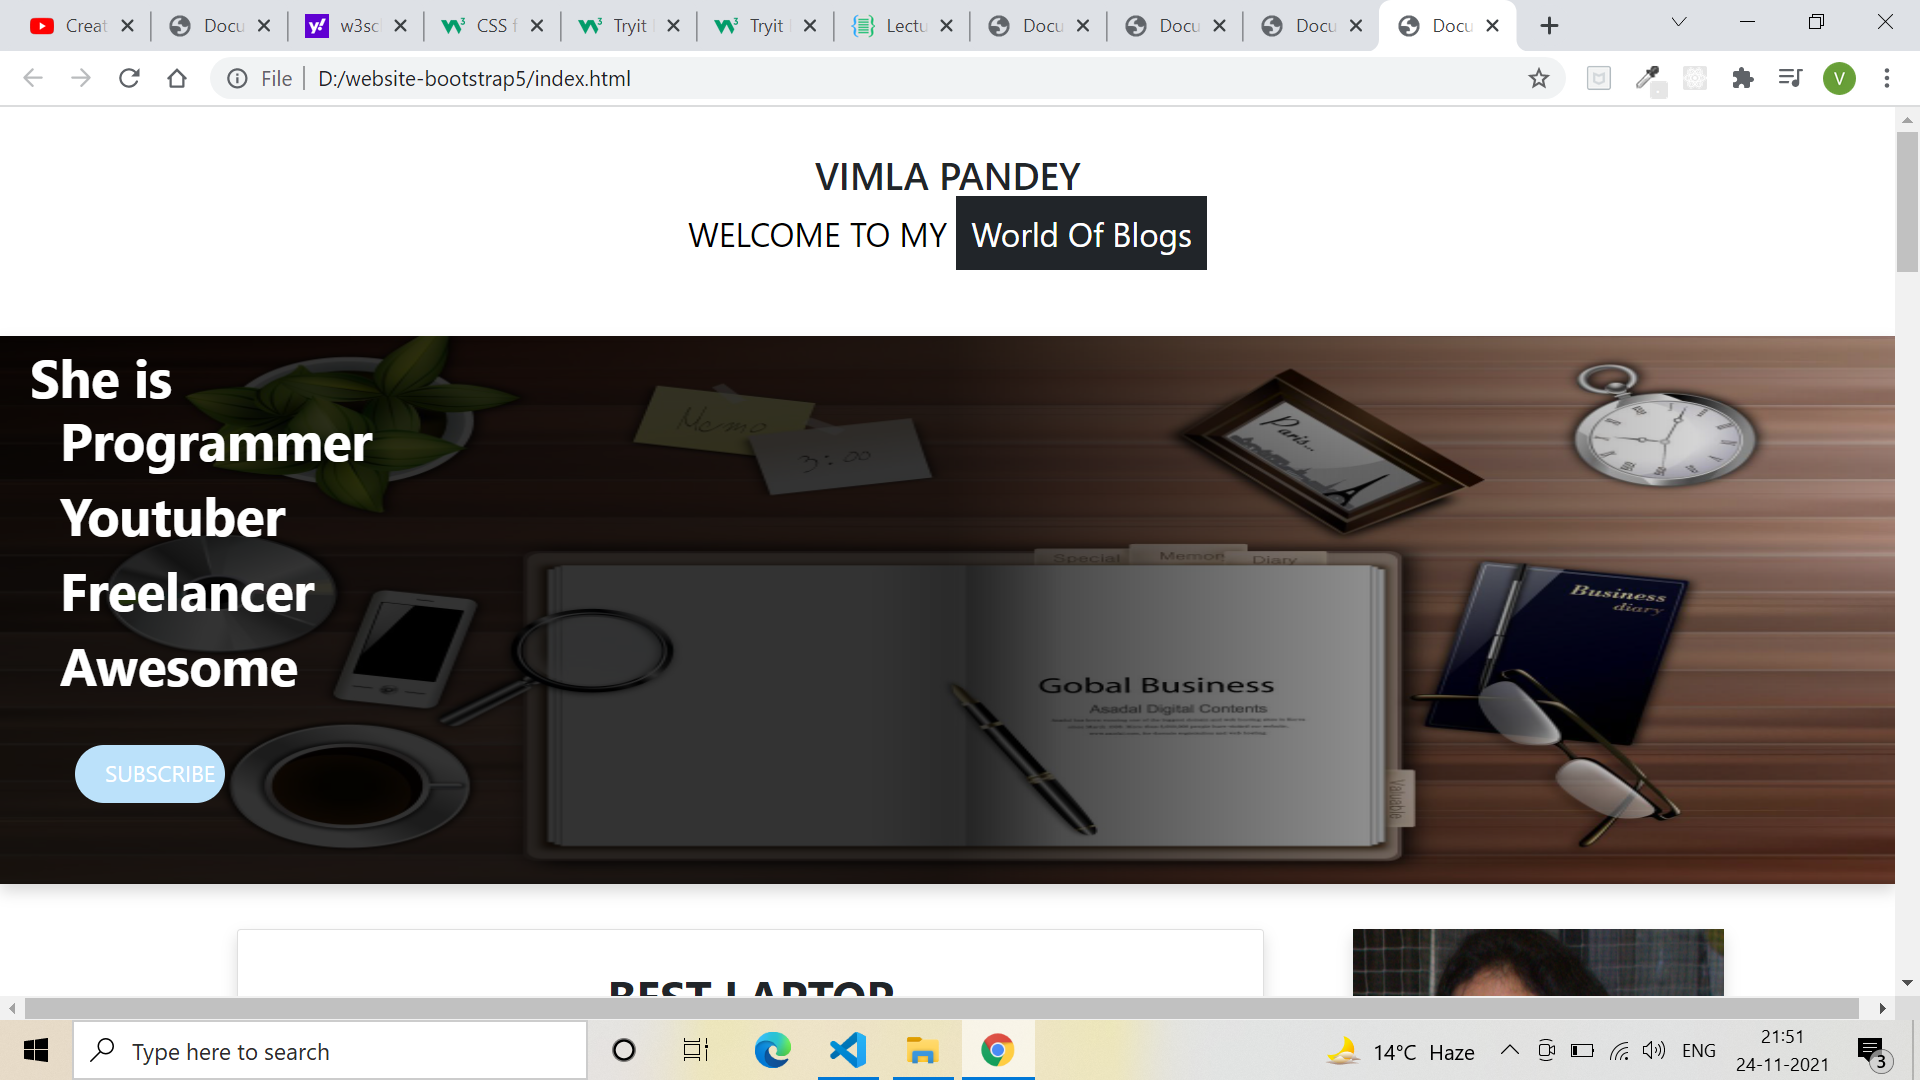 Creat
Docu
w3sc
CSS f
Tryit
Tryit
Lectu
Docu
Docu
Docu
Docu
File
D:/website-bootstrap5/index.html
V
VIMLA PANDEY
WELCOME TO MY World Of Blogs
She is
Programmer
Youtuber
Freelancer
Awesome
SUBSCRIBE
Memo
3:00
Paris...
Special
Memor
Diary
Business
diary
Gobal Business
Asadal Digital Contents
Valuable
BEST LAPTOP
Type here to search
14°C Haze
ENG
21:51
24-11-2021
3